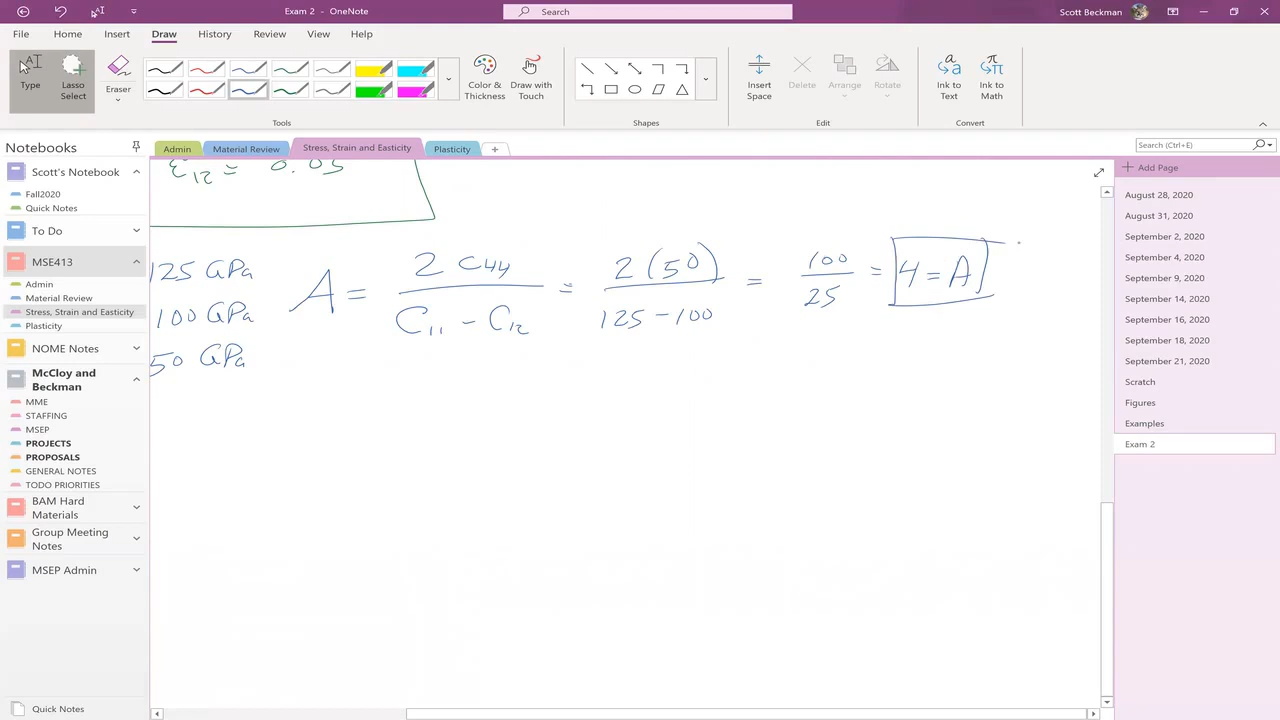 Exam 2 - OneNote
Search
Scott Beckman
File Home Insert Draw History Review View Help
Type
Lasso Select
Eraser
Color & Thickness
Draw with Touch
Insert Space
Delete
Arrange
Rotate
Ink to Text
Ink to Math
Tools
Shapes
Edit
Convert
Notebooks
Admin
Material Review
Stress, Strain and Easticity
Plasticity
Search (Ctrl+E)
Scott's Notebook
Fall2020
Quick Notes
To Do
MSE413
Admin
Material Review
Stress, Strain and Easticity
Plasticity
NOME Notes
McCloy and Beckman
MME
STAFFING
MSEP
PROJECTS
PROPOSALS
GENERAL NOTES
TODO PRIORITIES
BAM Hard Materials
Group Meeting Notes
MSEP Admin
Quick Notes
ε12 = 0.05
125 GPa
100 GPa
50 GPa
A = 2 C44 / (C11 - C12) = 2 (50) / (125 - 100) = 100 / 25 = 4 = A
Add Page
August 28, 2020
August 31, 2020
September 2, 2020
September 4, 2020
September 9, 2020
September 14, 2020
September 16, 2020
September 18, 2020
September 21, 2020
Scratch
Figures
Examples
Exam 2